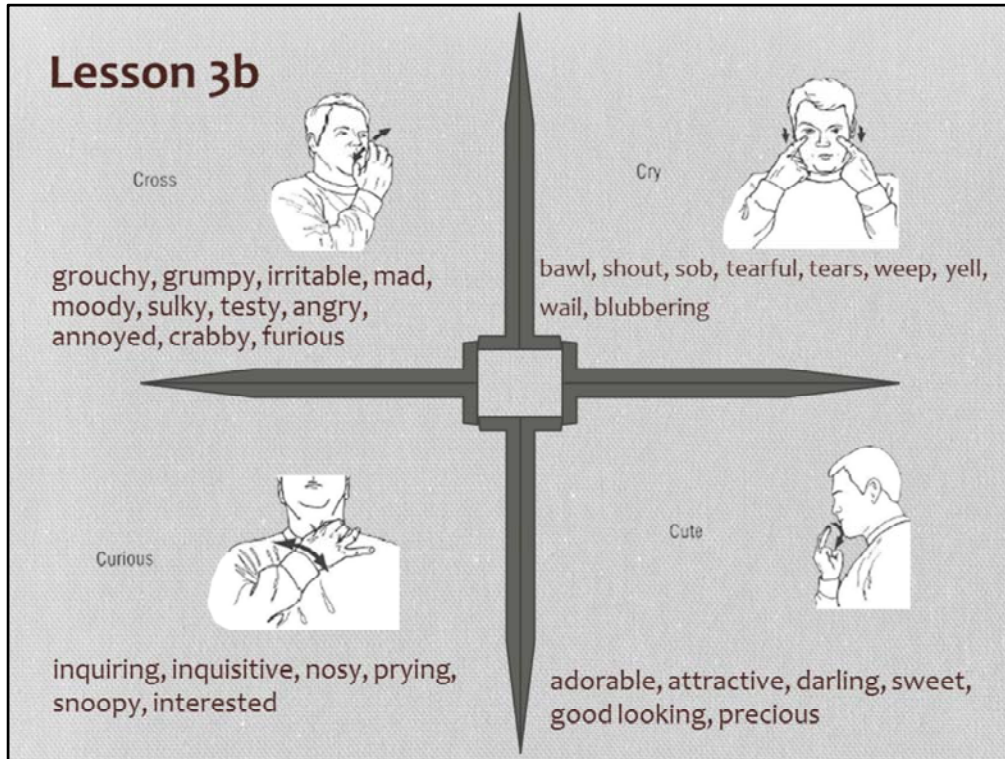 Lesson 3b
Cross
grouchy, grumpy, irritable, mad,
moody, sulky, testy, angry,
annoyed, crabby, furious
Cry
bawl, shout, sob, tearful, tears, weep, yell,
wail, blubbering
Curious
inquiring, inquisitive, nosy, prying,
snoopy, interested
Cute
adorable, attractive, darling, sweet,
good looking, precious